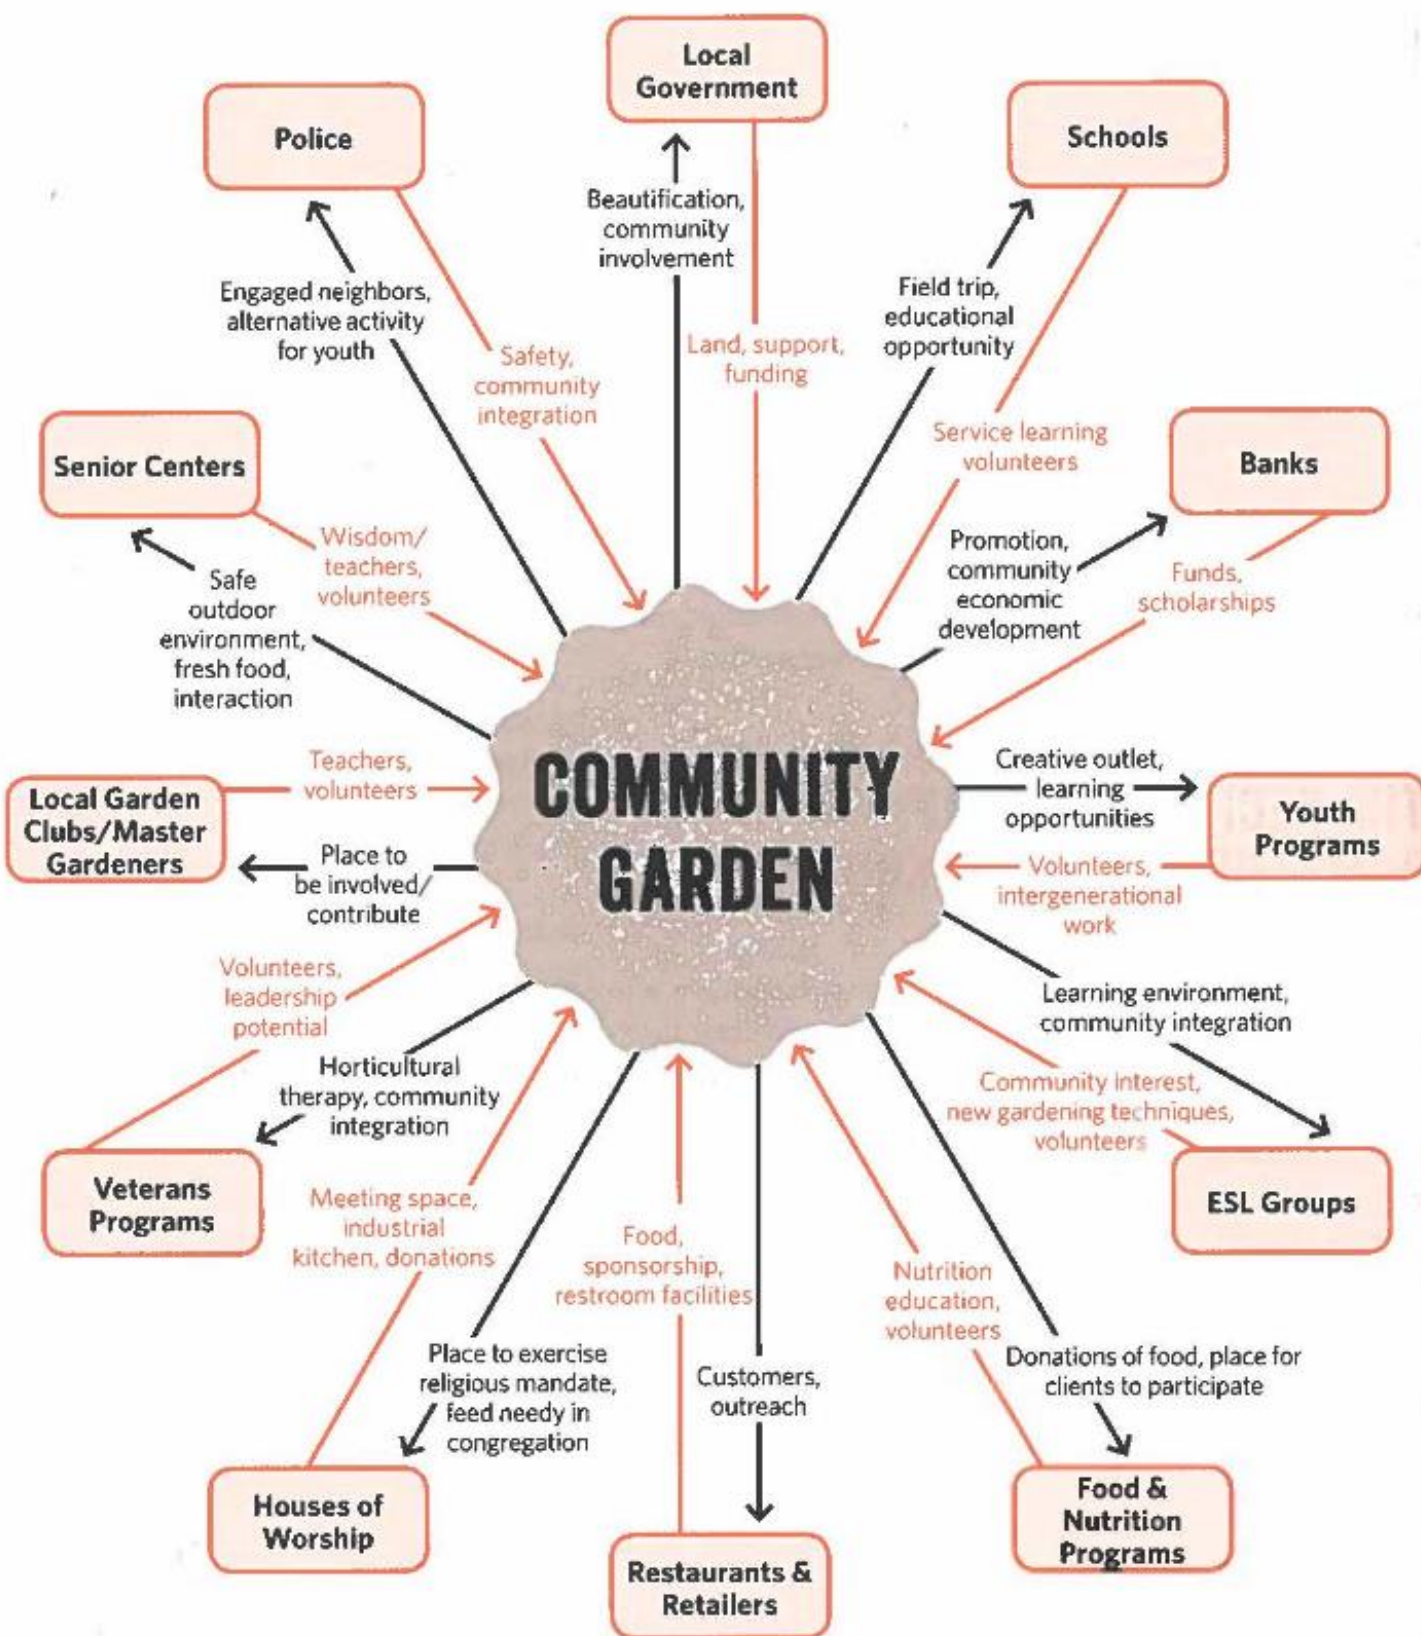 Local
Government
Police
Schools
Beautification,
community
involvement
Engaged neighbors,
alternative activity
for youth
Field trip,
educational
opportunity
Safety,
community
integration
Land, support,
funding
Service learning
volunteers
Senior Centers
Banks
Wisdom/
teachers,
volunteers
Safe
outdoor
environment,
fresh food,
interaction
Promotion,
community
economic
development
Funds,
scholarships
COMMUNITY
GARDEN
Teachers,
volunteers
Local Garden
Clubs/Master
Gardeners
Place to
be involved/
contribute
Creative outlet,
learning
opportunities
Youth
Programs
Volunteers,
intergenerational
work
Volunteers,
leadership
potential
Learning environment,
community integration
Horticultural
therapy, community
integration
Community interest,
new gardening techniques,
volunteers
Veterans
Programs
ESL Groups
Meeting space,
industrial
kitchen, donations
Food,
sponsorship,
restroom facilities
Nutrition
education,
volunteers
Place to exercise
religious mandate,
feed needy in
congregation
Customers,
outreach
Donations of food, place for
clients to participate
Houses of
Worship
Restaurants &
Retailers
Food &
Nutrition
Programs